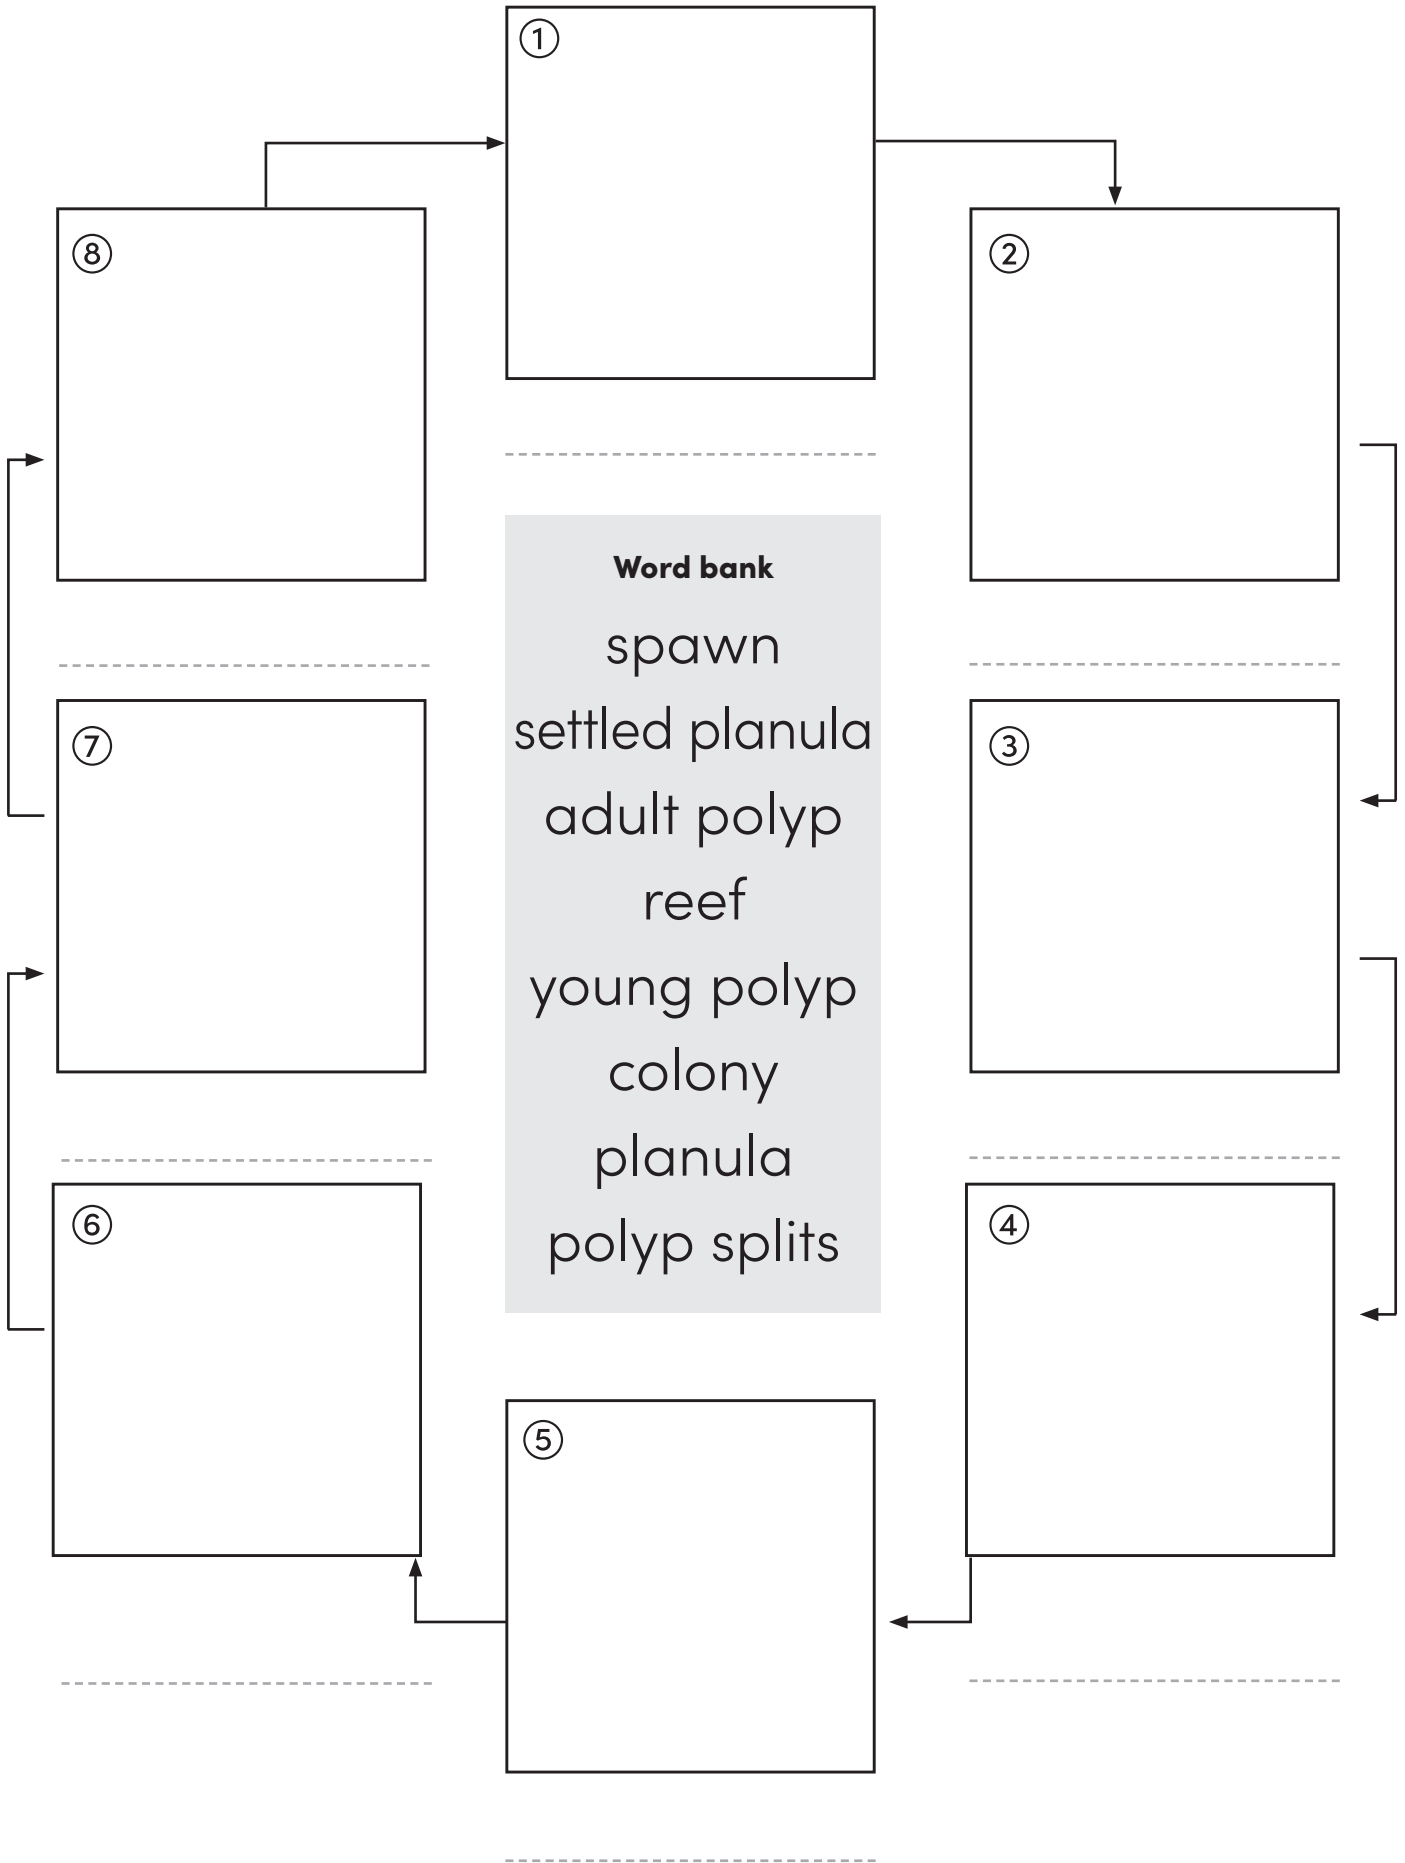 1
8
2
Word bank
spawn
settled planula
7
3
adult polyp
reef
young polyp
colony
planula
6
4
polyp splits
5